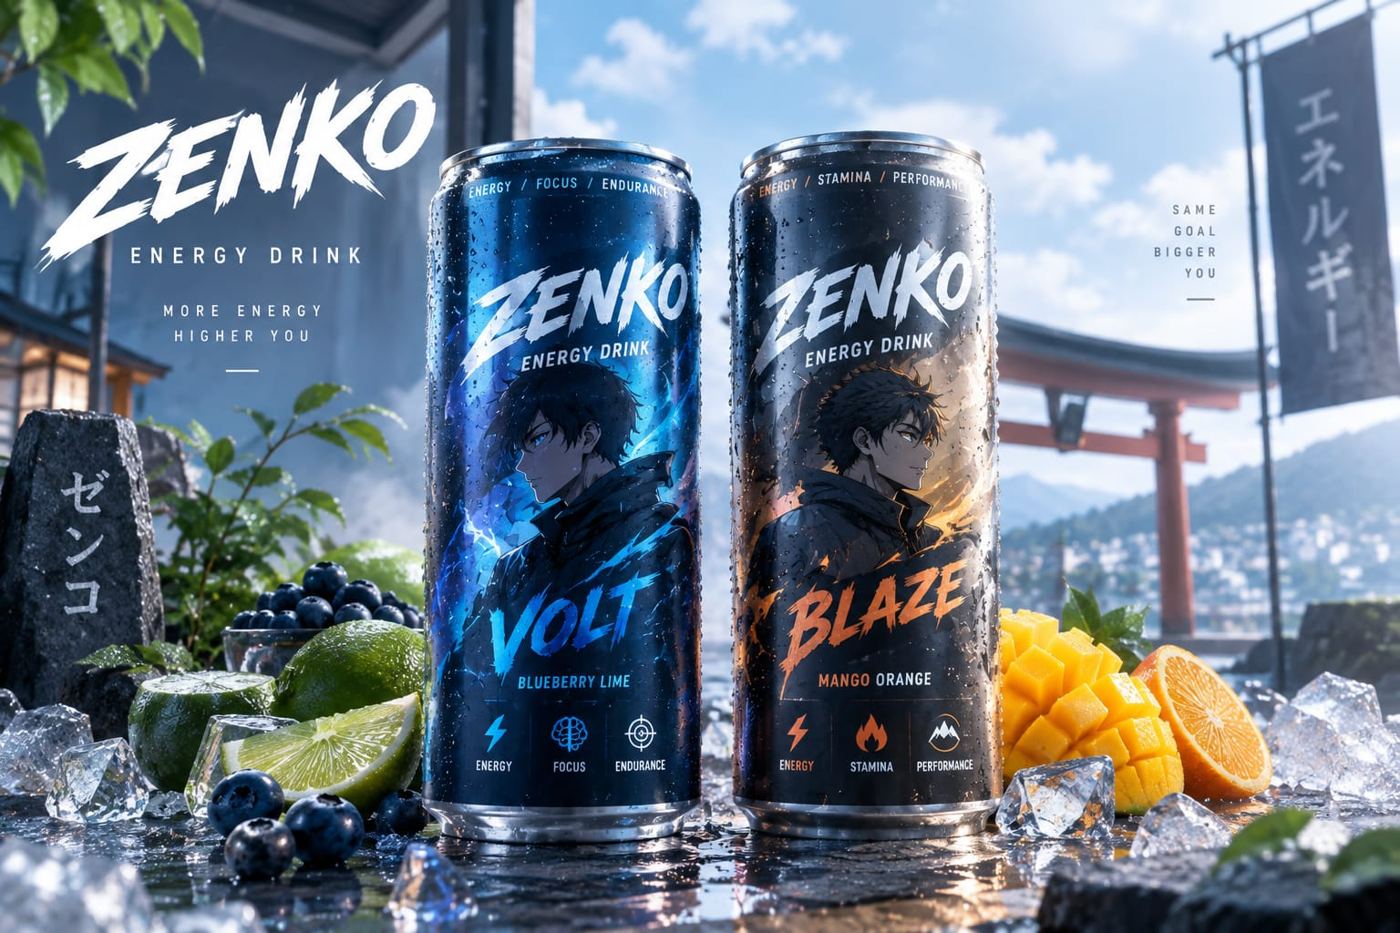 ZENKO
ENERGY DRINK
MORE ENERGY
HIGHER YOU
ゼンコ
ENERGY / FOCUS / ENDURANCE
ZENKO
ENERGY DRINK
VOLT
BLUEBERRY LIME
ENERGY
FOCUS
ENDURANCE
ENERGY / STAMINA / PERFORMANC
ZENKO
ENERGY DRINK
BLAZE
MANGO ORANGE
ENERGY
STAMINA
PERFORMANCE
SAME
GOAL
BIGGER
YOU
エネルギー